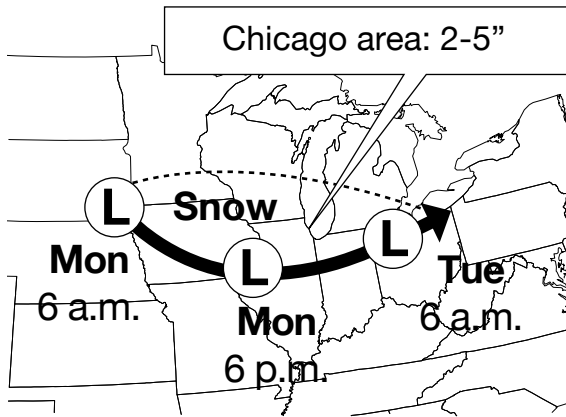 Chicago area: 2-5”
L
Snow
L
L
Mon
6 a.m.
Mon
6 p.m.
Tue
6 a.m.